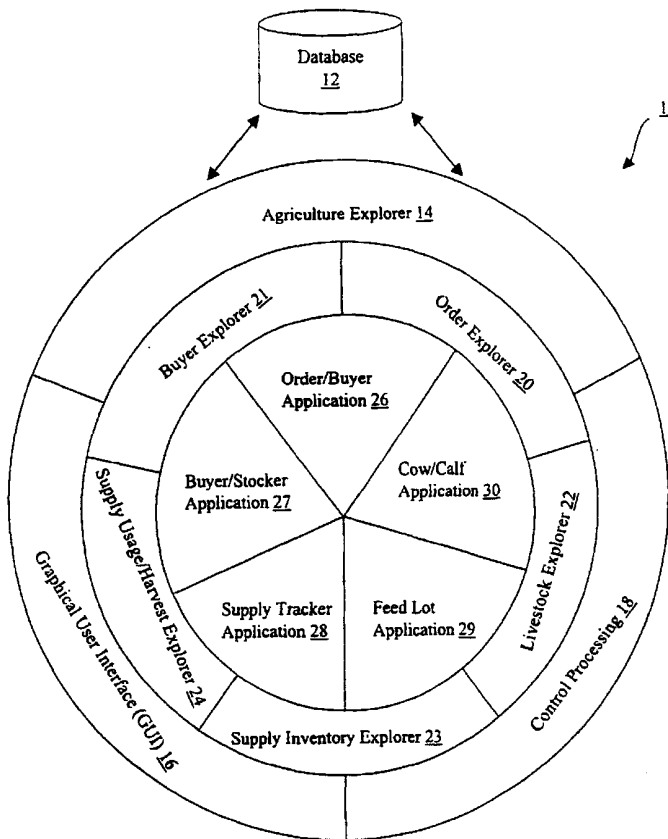 Database
12
1
Agriculture Explorer 14
Buyer Explorer 21
Order Explorer 20
Order/Buyer
Application 26
Buyer/Stocker
Application 27
Cow/Calf
Application 30
Supply Usage/Harvest Explorer 24
Livestock Explorer 22
Supply Tracker
Application 28
Feed Lot
Application 29
Graphical User Interface (GUI) 16
Control Processing 18
Supply Inventory Explorer 23